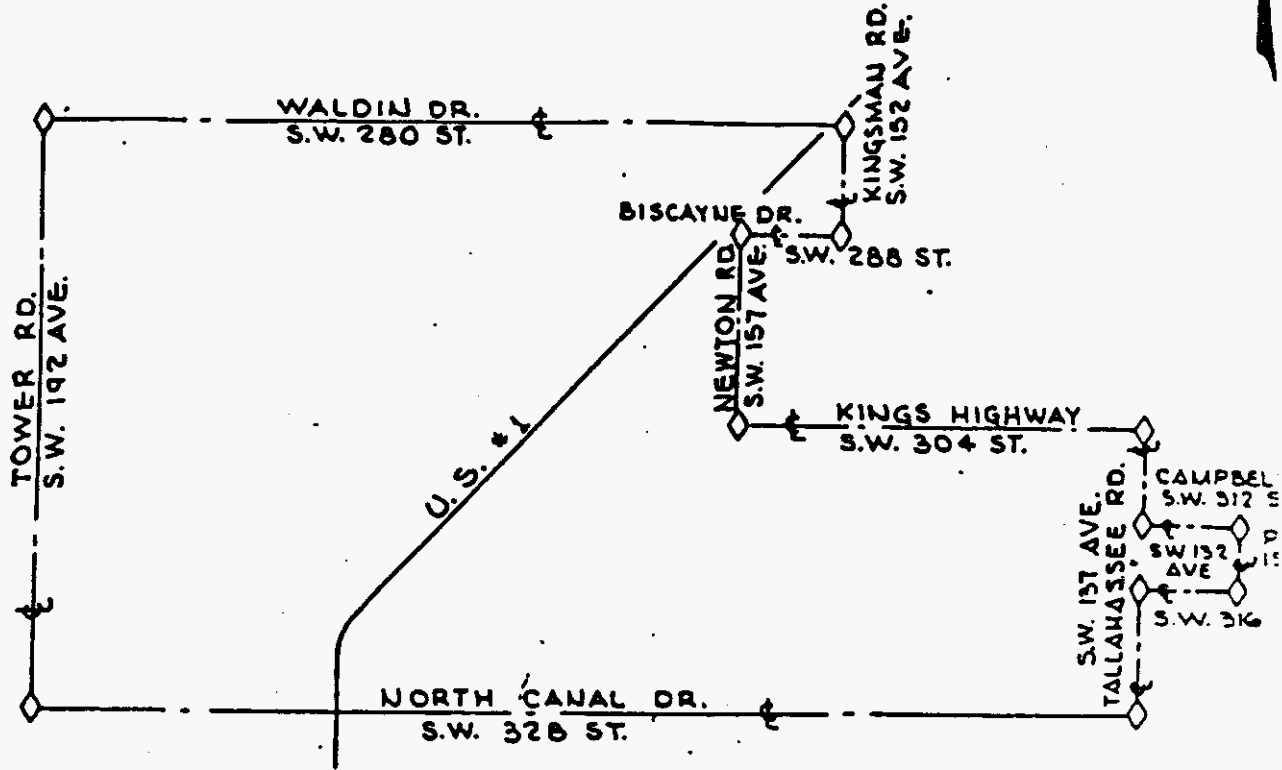 KINGSMAN RD.
S.W. 152 AVE.
WALDIN DR.
S.W. 280 ST.
BISCAYNE DR.
S.W. 288 ST.
TOWER RD.
S.W. 192 AVE.
NEWTON RD.
S.W. 157 AVE.
U.S. #1
KINGS HIGHWAY
S.W. 304 ST.
CAMPBEL
S.W. 312 S
S.W. 137 AVE.
TALLAHASSEE RD.
SW 132
AVE
S.W. 316
NORTH CANAL DR.
S.W. 328 ST.